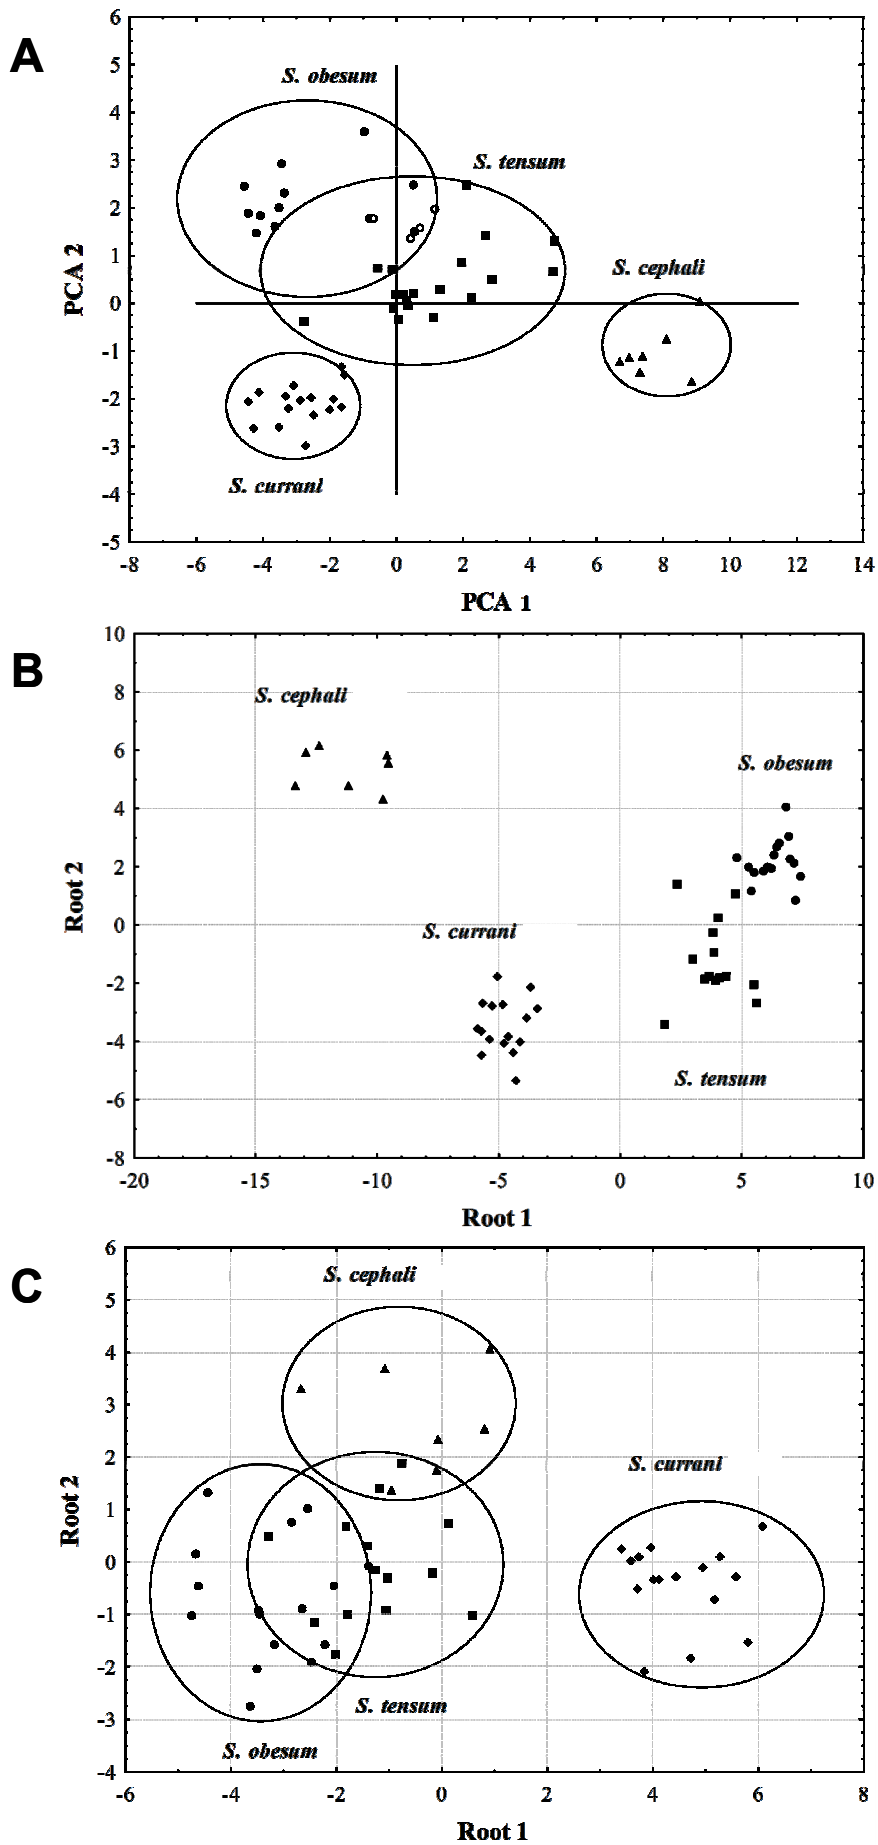 A
6
5
S. obesum
4
3
S. tensum
2
1
S. cephali
0
-1
-2
-3
S. currani
-4
-5
PCA 2
-8 -6 -4 -2 0 2 4 6 8 10 12 14
PCA 1
B
10
8
S. cephali
6
S. obesum
4
2
0
S. currani
-2
-4
S. tensum
-6
-8
Root 2
-20 -15 -10 -5 0 5 10
Root 1
C
6
S. cephali
5
4
3
2
S. currani
1
0
-1
-2
S. tensum
-3
S. obesum
-4
Root 2
-6 -4 -2 0 2 4 6 8
Root 1